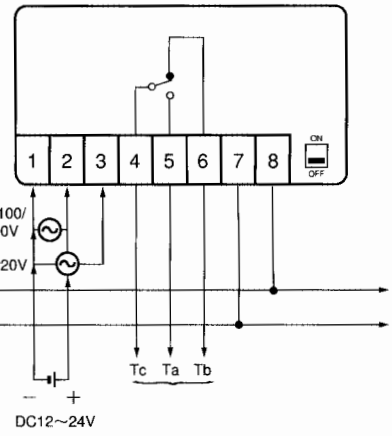 ON
1 2 3 4 5 6 7 8
OFF
100/
0V
20V
Tc Ta Tb
− +
DC12～24V